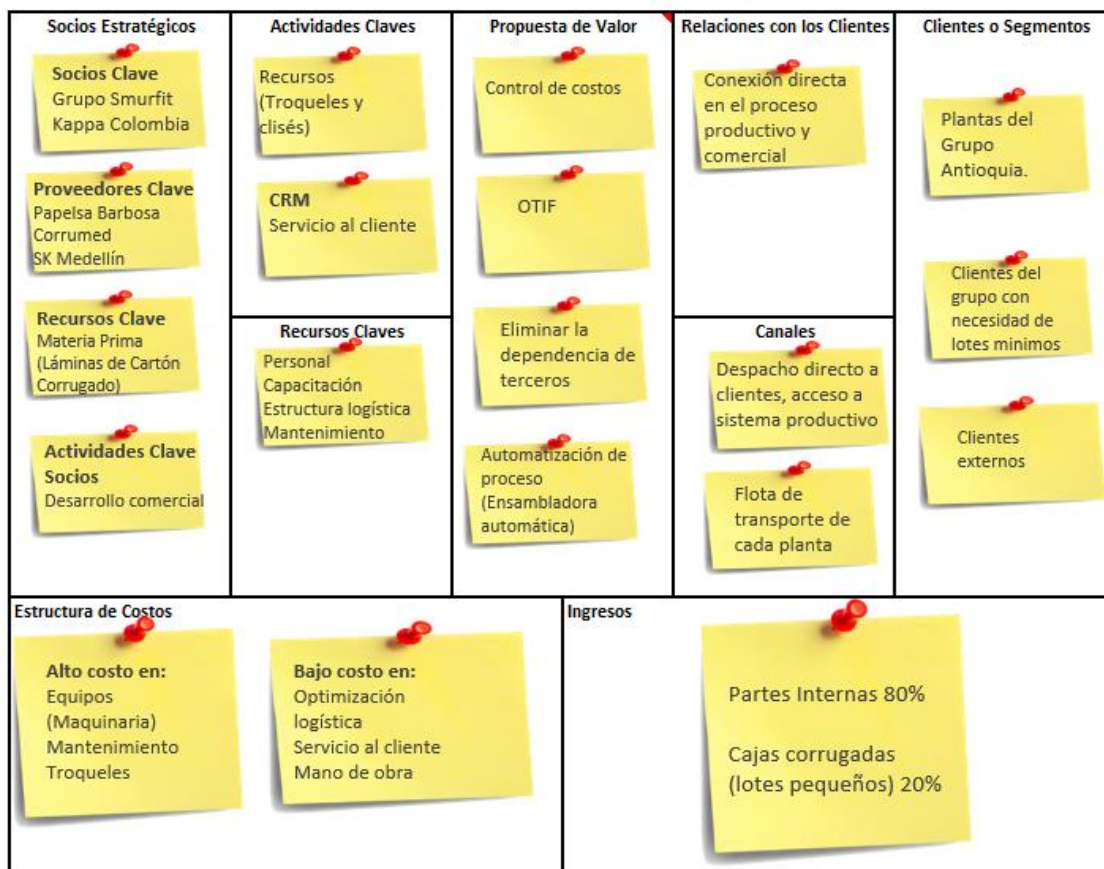 Socios Estratégicos
Socios Clave
Grupo Smurfit
Kappa Colombia
Proveedores Clave
Papelsa Barbosa
Corrumed
SK Medellín
Recursos Clave
Materia Prima
(Láminas de Cartón
Corrugado)
Actividades Clave
Socios
Desarrollo comercial
Actividades Claves
Recursos
(Troqueles y
clisés)
CRM
Servicio al cliente
Recursos Claves
Personal
Capacitación
Estructura logística
Mantenimiento
Propuesta de Valor
Control de costos
OTIF
Eliminar la
dependencia de
terceros
Automatización de
proceso
(Ensambladora
automática)
Relaciones con los Clientes
Conexión directa
en el proceso
productivo y
comercial
Canales
Despacho directo a
clientes, acceso a
sistema productivo
Flota de
transporte de
cada planta
Clientes o Segmentos
Plantas del
Grupo
Antioquia.
Clientes del
grupo con
necesidad de
lotes minimos
Clientes
externos
Estructura de Costos
Alto costo en:
Equipos
(Maquinaria)
Mantenimiento
Troqueles
Bajo costo en:
Optimización
logística
Servicio al cliente
Mano de obra
Ingresos
Partes Internas 80%
Cajas corrugadas
(lotes pequeños) 20%